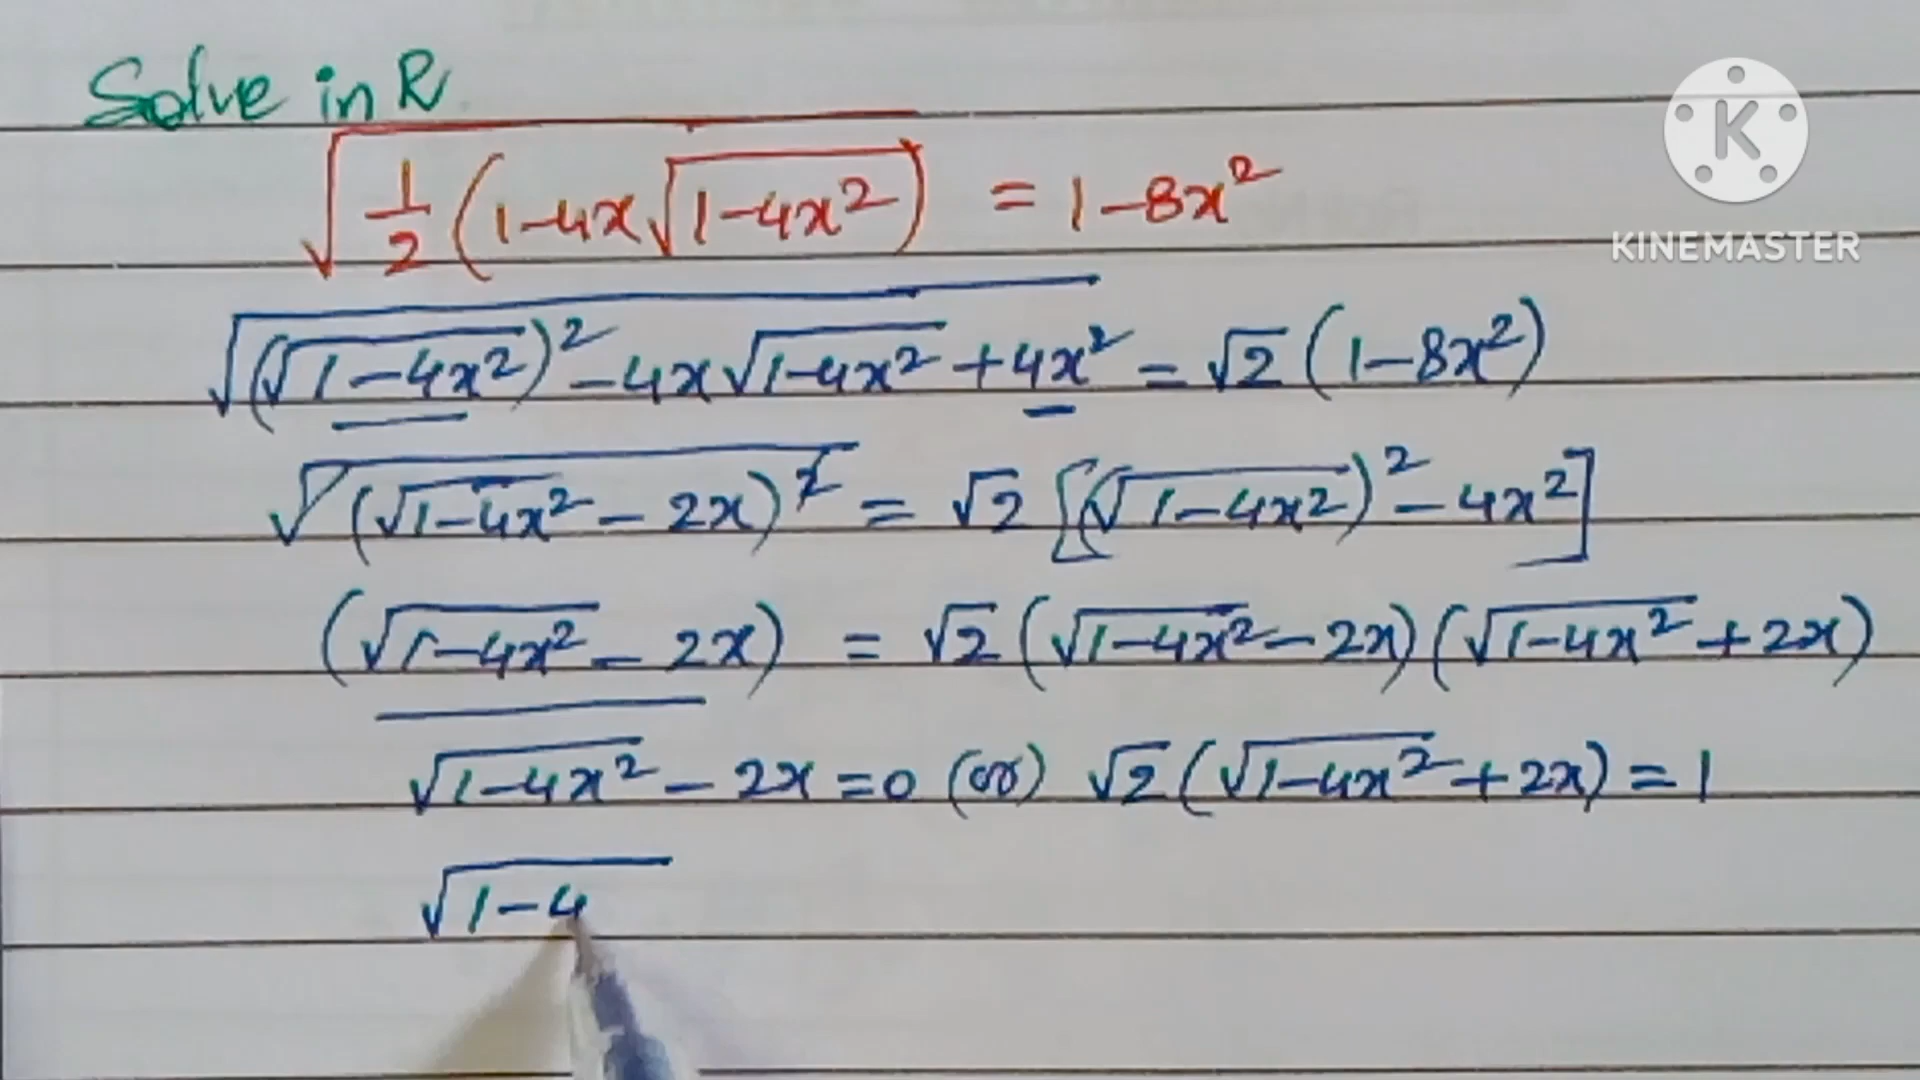 Solve in R
√(1/2 (1-4x√(1-4x²))) = 1-8x²
√((√(1-4x²))² - 4x√(1-4x²) + 4x²) = √2 (1-8x²)
√((√(1-4x²) - 2x)²) = √2 [(√(1-4x²))² - 4x²]
(√(1-4x²) - 2x) = √2 (√(1-4x²) - 2x)(√(1-4x²) + 2x)
√(1-4x²) - 2x = 0 (or) √2 (√(1-4x²) + 2x) = 1
√(1-4
K
KINEMASTER